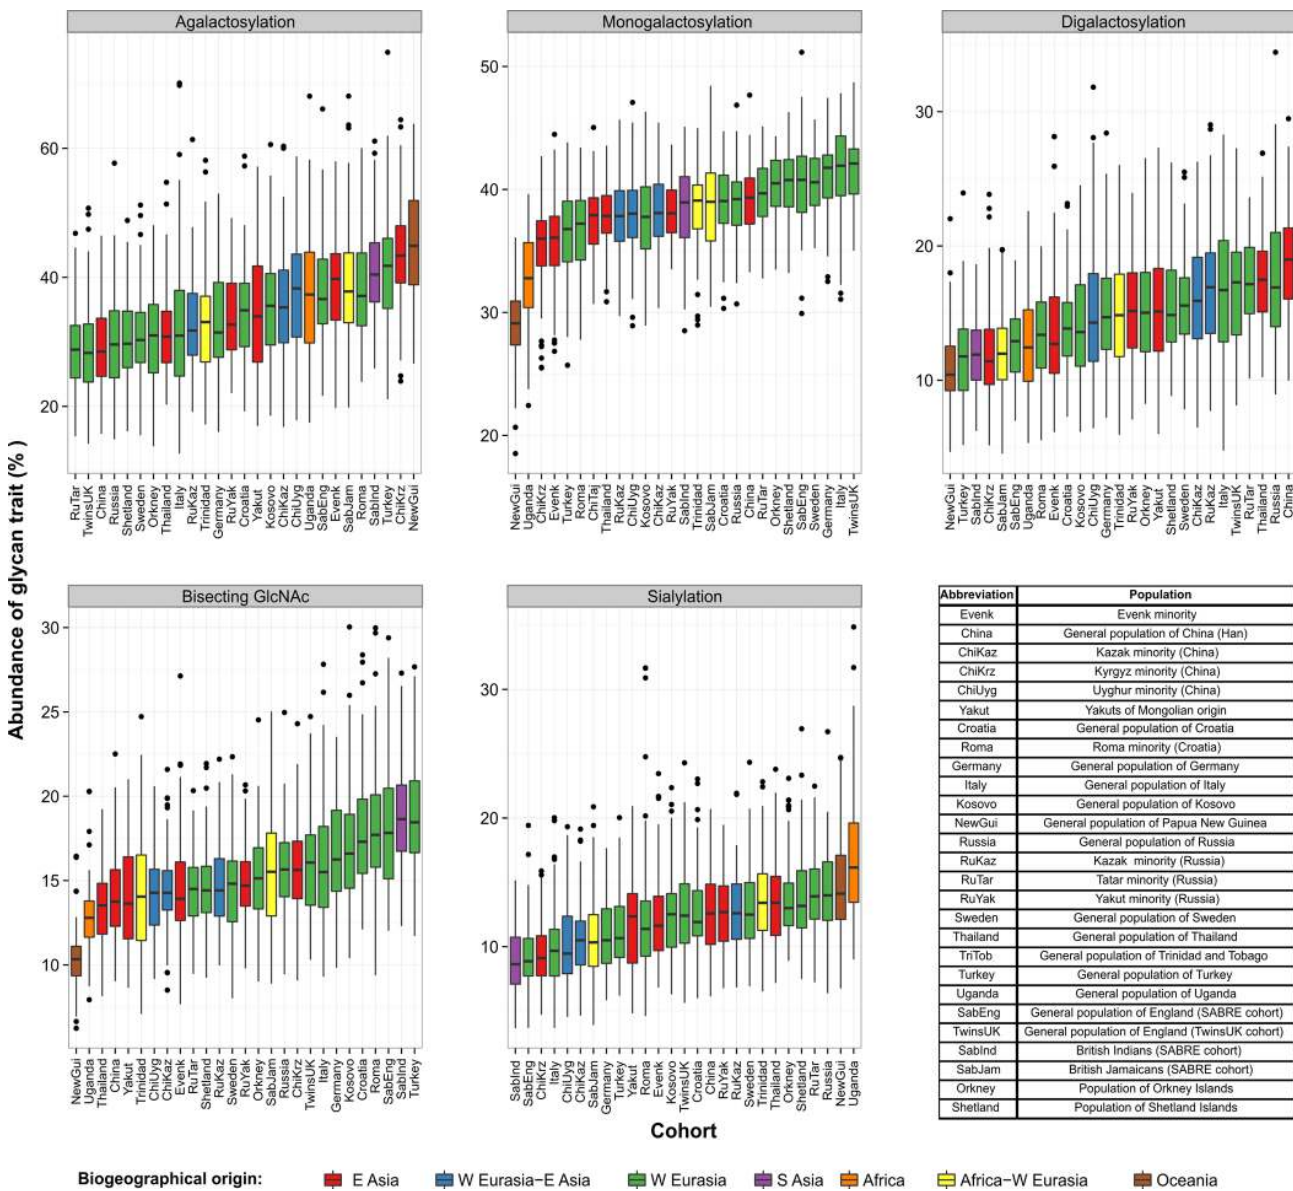 Agalactosylation
Monogalactosylation
Digalactosylation
60
40
20
50
40
30
20
30
20
10
RuTar
TwinsUK
China
Russia
Shetland
Sweden
Orkney
Thailand
Italy
RuKaz
Trinidad
Germany
RuYak
Croatia
Yakut
Kosovo
ChiKaz
ChiUyg
Uganda
SabEng
Evenk
SabJam
Roma
SabInd
Turkey
ChiKrz
NewGui
NewGui
Uganda
ChiKrz
Evenk
Turkey
Roma
ChiTaj
Thailand
RuKaz
ChiUyg
Kosovo
ChiKaz
RuYak
SabInd
Trinidad
SabJam
Croatia
Russia
China
RuTar
Orkney
Shetland
SabEng
Sweden
Germany
Italy
TwinsUK
NewGui
Turkey
SabInd
ChiKrz
SabJam
SabEng
Uganda
Roma
Evenk
Croatia
Kosovo
ChiUyg
Germany
Trinidad
RuYak
Orkney
Yakut
Shetland
Sweden
ChiKaz
RuKaz
Italy
TwinsUK
RuTar
Thailand
Russia
China
Abundance of glycan trait (% )
Bisecting GlcNAc
Sialylation
30
25
20
15
10
30
20
10
NewGui
Uganda
Thailand
China
Yakut
Trinidad
ChiUyg
ChiKaz
Evenk
RuTar
Shetland
RuKaz
Sweden
RuYak
Orkney
SabJam
Russia
ChiKrz
TwinsUK
Italy
Germany
Kosovo
Croatia
Roma
SabEng
SabInd
Turkey
SabInd
SabEng
ChiKrz
Italy
ChiUyg
ChiKaz
SabJam
Germany
Turkey
Yakut
Roma
Evenk
Kosovo
TwinsUK
Croatia
China
RuYak
RuKaz
Sweden
Trinidad
Thailand
Orkney
Shetland
RuTar
Russia
NewGui
Uganda
Cohort
Abbreviation Population
Evenk Evenk minority
China General population of China (Han)
ChiKaz Kazak minority (China)
ChiKrz Kyrgyz minority (China)
ChiUyg Uyghur minority (China)
Yakut Yakuts of Mongolian origin
Croatia General population of Croatia
Roma Roma minority (Croatia)
Germany General population of Germany
Italy General population of Italy
Kosovo General population of Kosovo
NewGui General population of Papua New Guinea
Russia General population of Russia
RuKaz Kazak minority (Russia)
RuTar Tatar minority (Russia)
RuYak Yakut minority (Russia)
Sweden General population of Sweden
Thailand General population of Thailand
TriTob General population of Trinidad and Tobago
Turkey General population of Turkey
Uganda General population of Uganda
SabEng General population of England (SABRE cohort)
TwinsUK General population of England (TwinsUK cohort)
SabInd British Indians (SABRE cohort)
SabJam British Jamaicans (SABRE cohort)
Orkney Population of Orkney Islands
Shetland Population of Shetland Islands
Biogeographical origin: E Asia W Eurasia−E Asia W Eurasia S Asia Africa Africa−W Eurasia Oceania